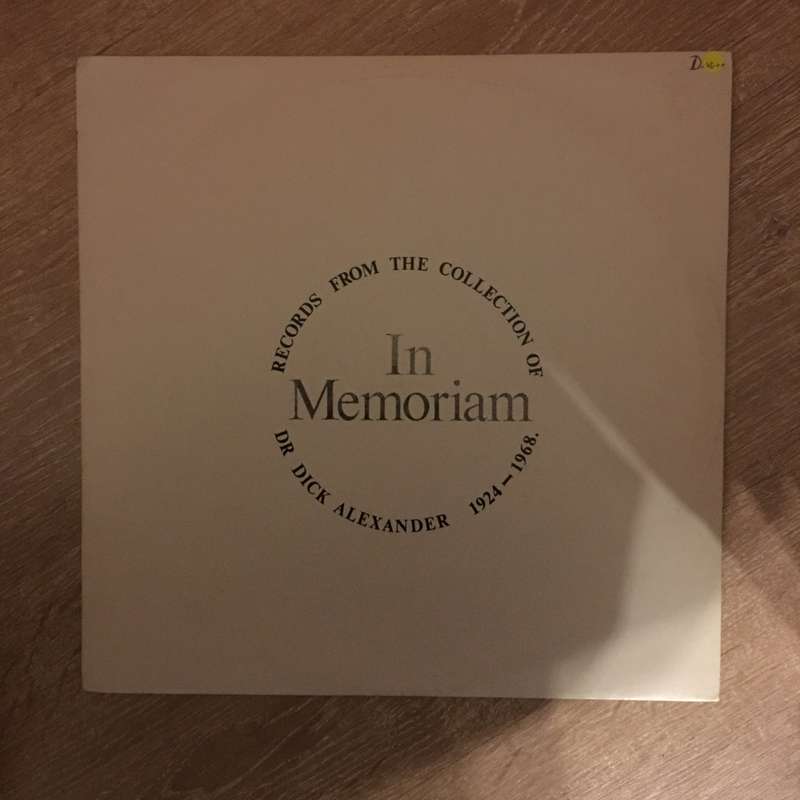 RECORDS FROM THE COLLECTION OF
In
Memoriam
DR DICK ALEXANDER 1924–1968.